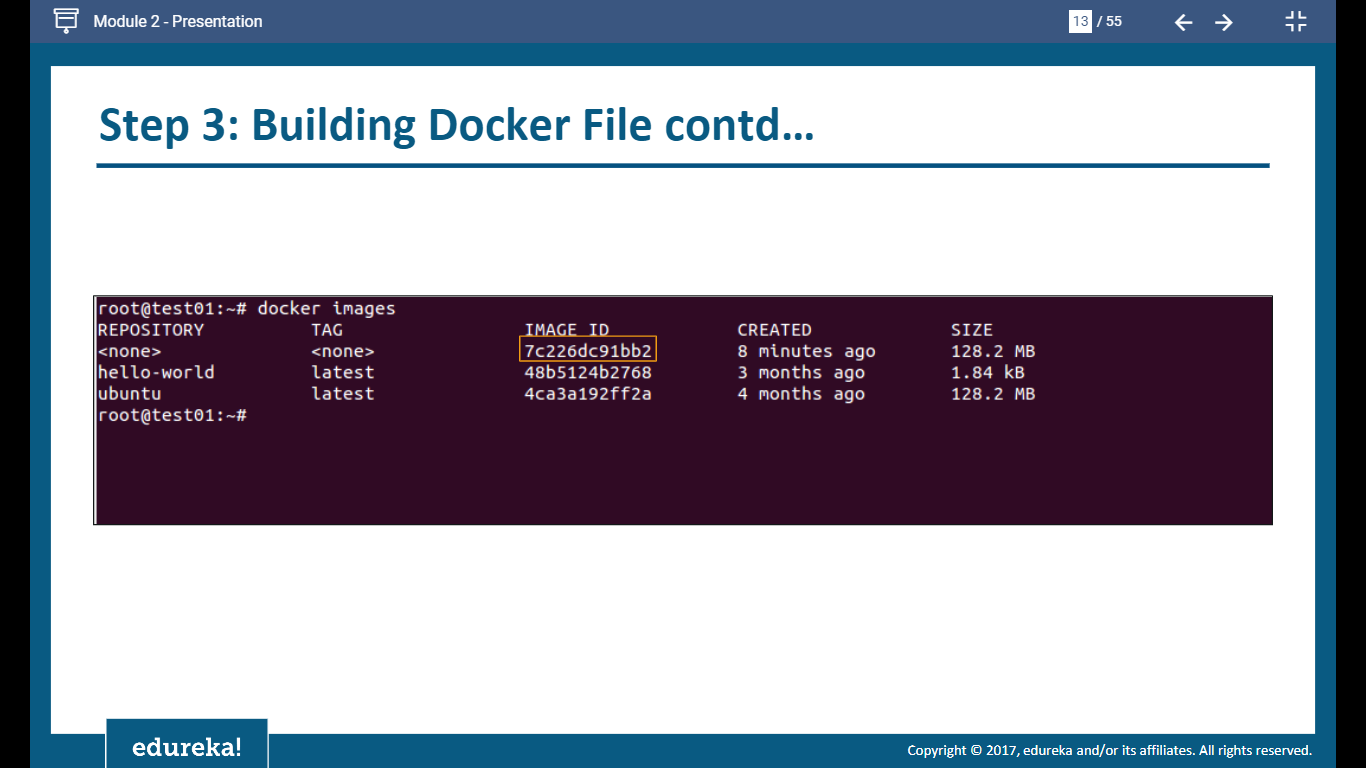 Module 2 - Presentation
13 / 55
Step 3: Building Docker File contd…
root@test01:~# docker images
REPOSITORY TAG IMAGE ID CREATED SIZE
<none> <none> 7c226dc91bb2 8 minutes ago 128.2 MB
hello-world latest 48b5124b2768 3 months ago 1.84 kB
ubuntu latest 4ca3a192ff2a 4 months ago 128.2 MB
root@test01:~#
edureka!
Copyright © 2017, edureka and/or its affiliates. All rights reserved.